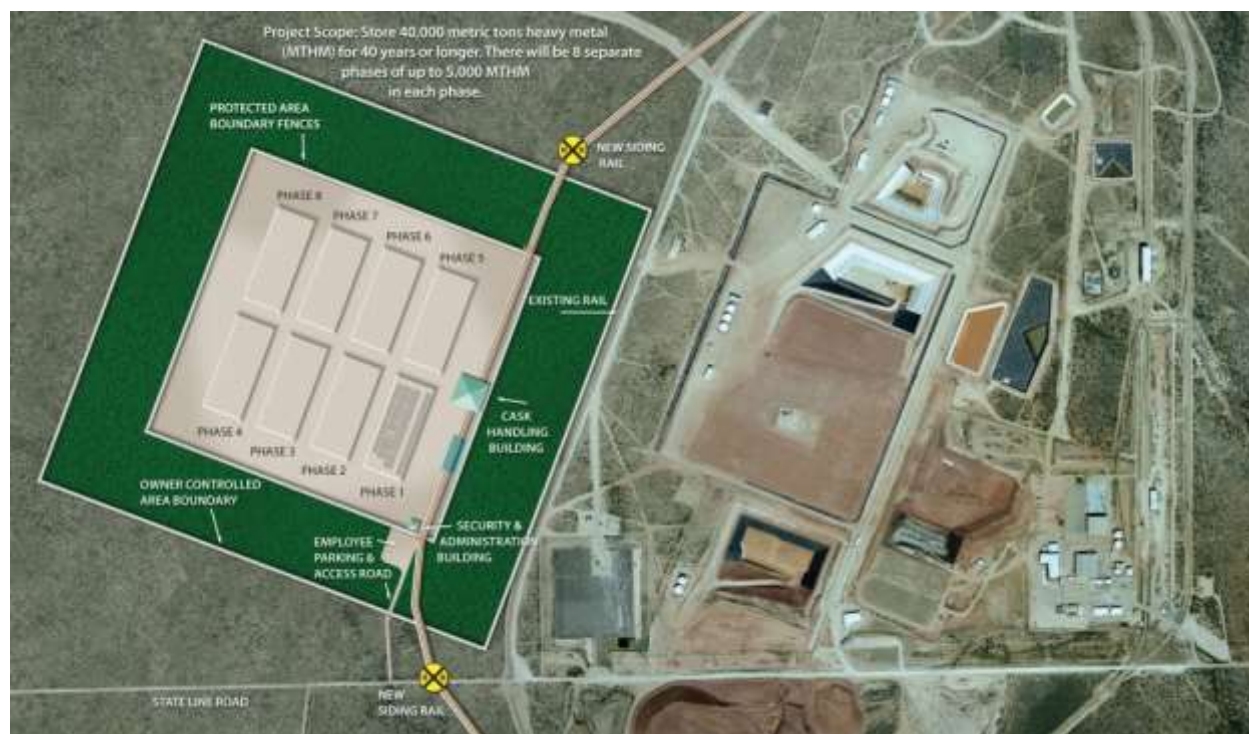 Project Scope: Store 40,000 metric tons heavy metal
(MTHM) for 40 years or longer. There will be 8 separate
phases of up to 5,000 MTHM
in each phase.
PROTECTED AREA
BOUNDARY FENCES
NEW SIDING
RAIL
PHASE 8
PHASE 7
PHASE 6
PHASE 5
EXISTING RAIL
CASK
HANDLING
BUILDING
PHASE 4
PHASE 3
PHASE 2
PHASE 1
OWNER CONTROLLED
AREA BOUNDARY
SECURITY &
ADMINISTRATION
BUILDING
EMPLOYEE
PARKING &
ACCESS ROAD
STATE LINE ROAD
NEW
SIDING RAIL